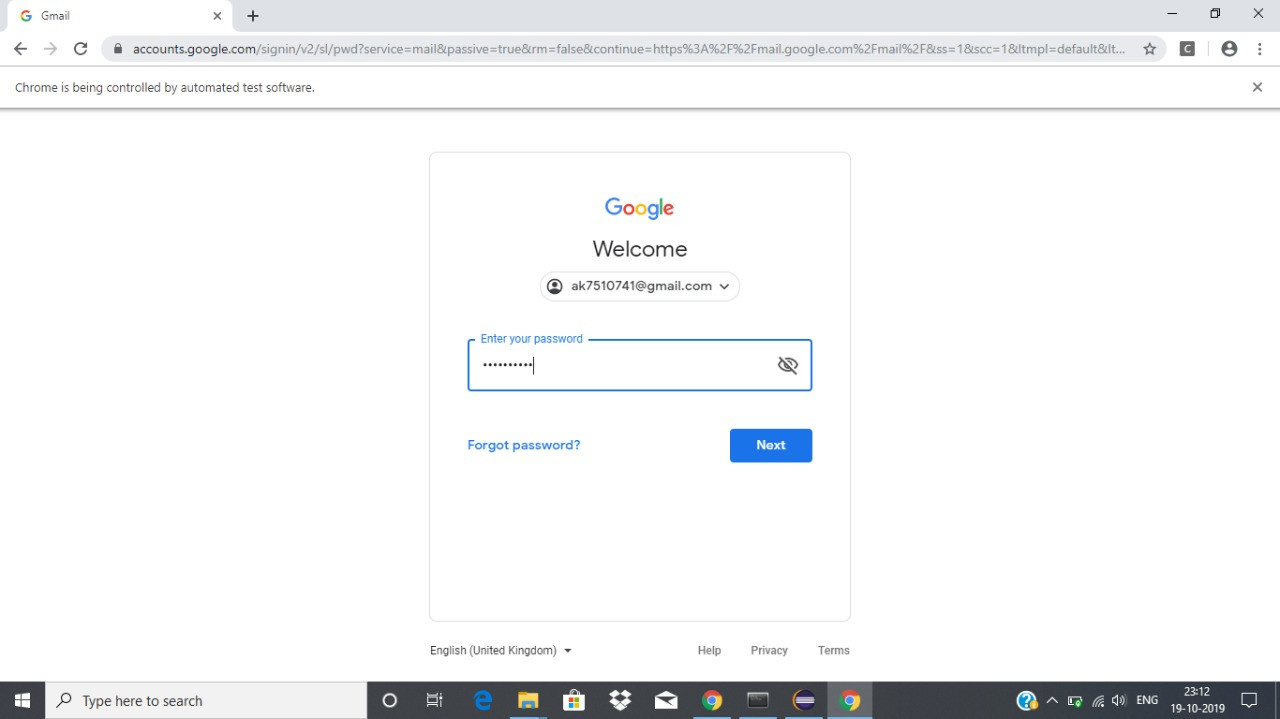 Gmail
accounts.google.com/signin/v2/sl/pwd?service=mail&passive=true&rm=false&continue=https%3A%2F%2Fmail.google.com%2Fmail%2F&ss=1&scc=1&ltmpl=default&lt...
Chrome is being controlled by automated test software.
Google
Welcome
ak7510741@gmail.com
Enter your password
••••••••••
Forgot password?
Next
English (United Kingdom)
Help Privacy Terms
Type here to search
ENG
23:12
19-10-2019